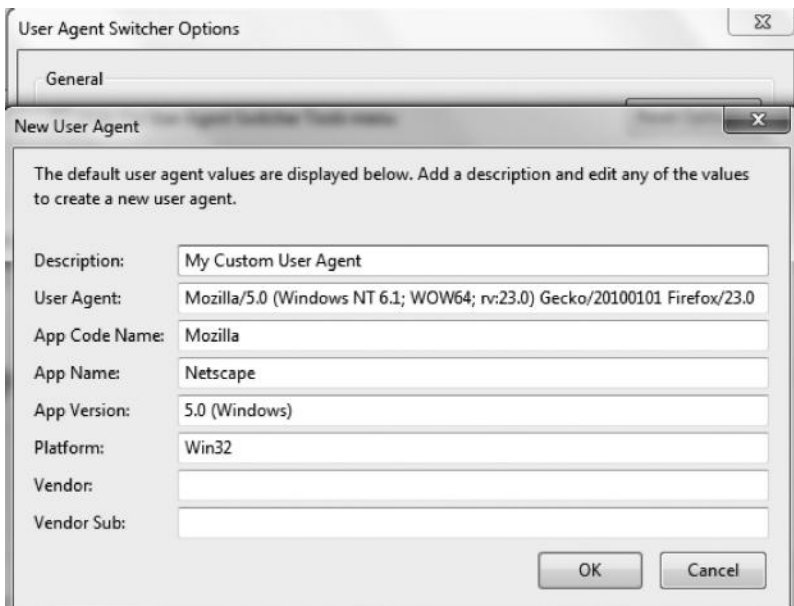 User Agent Switcher Options
General
New User Agent
The default user agent values are displayed below. Add a description and edit any of the values
to create a new user agent.
Description: My Custom User Agent
User Agent: Mozilla/5.0 (Windows NT 6.1; WOW64; rv:23.0) Gecko/20100101 Firefox/23.0
App Code Name: Mozilla
App Name: Netscape
App Version: 5.0 (Windows)
Platform: Win32
Vendor:
Vendor Sub:
OK Cancel